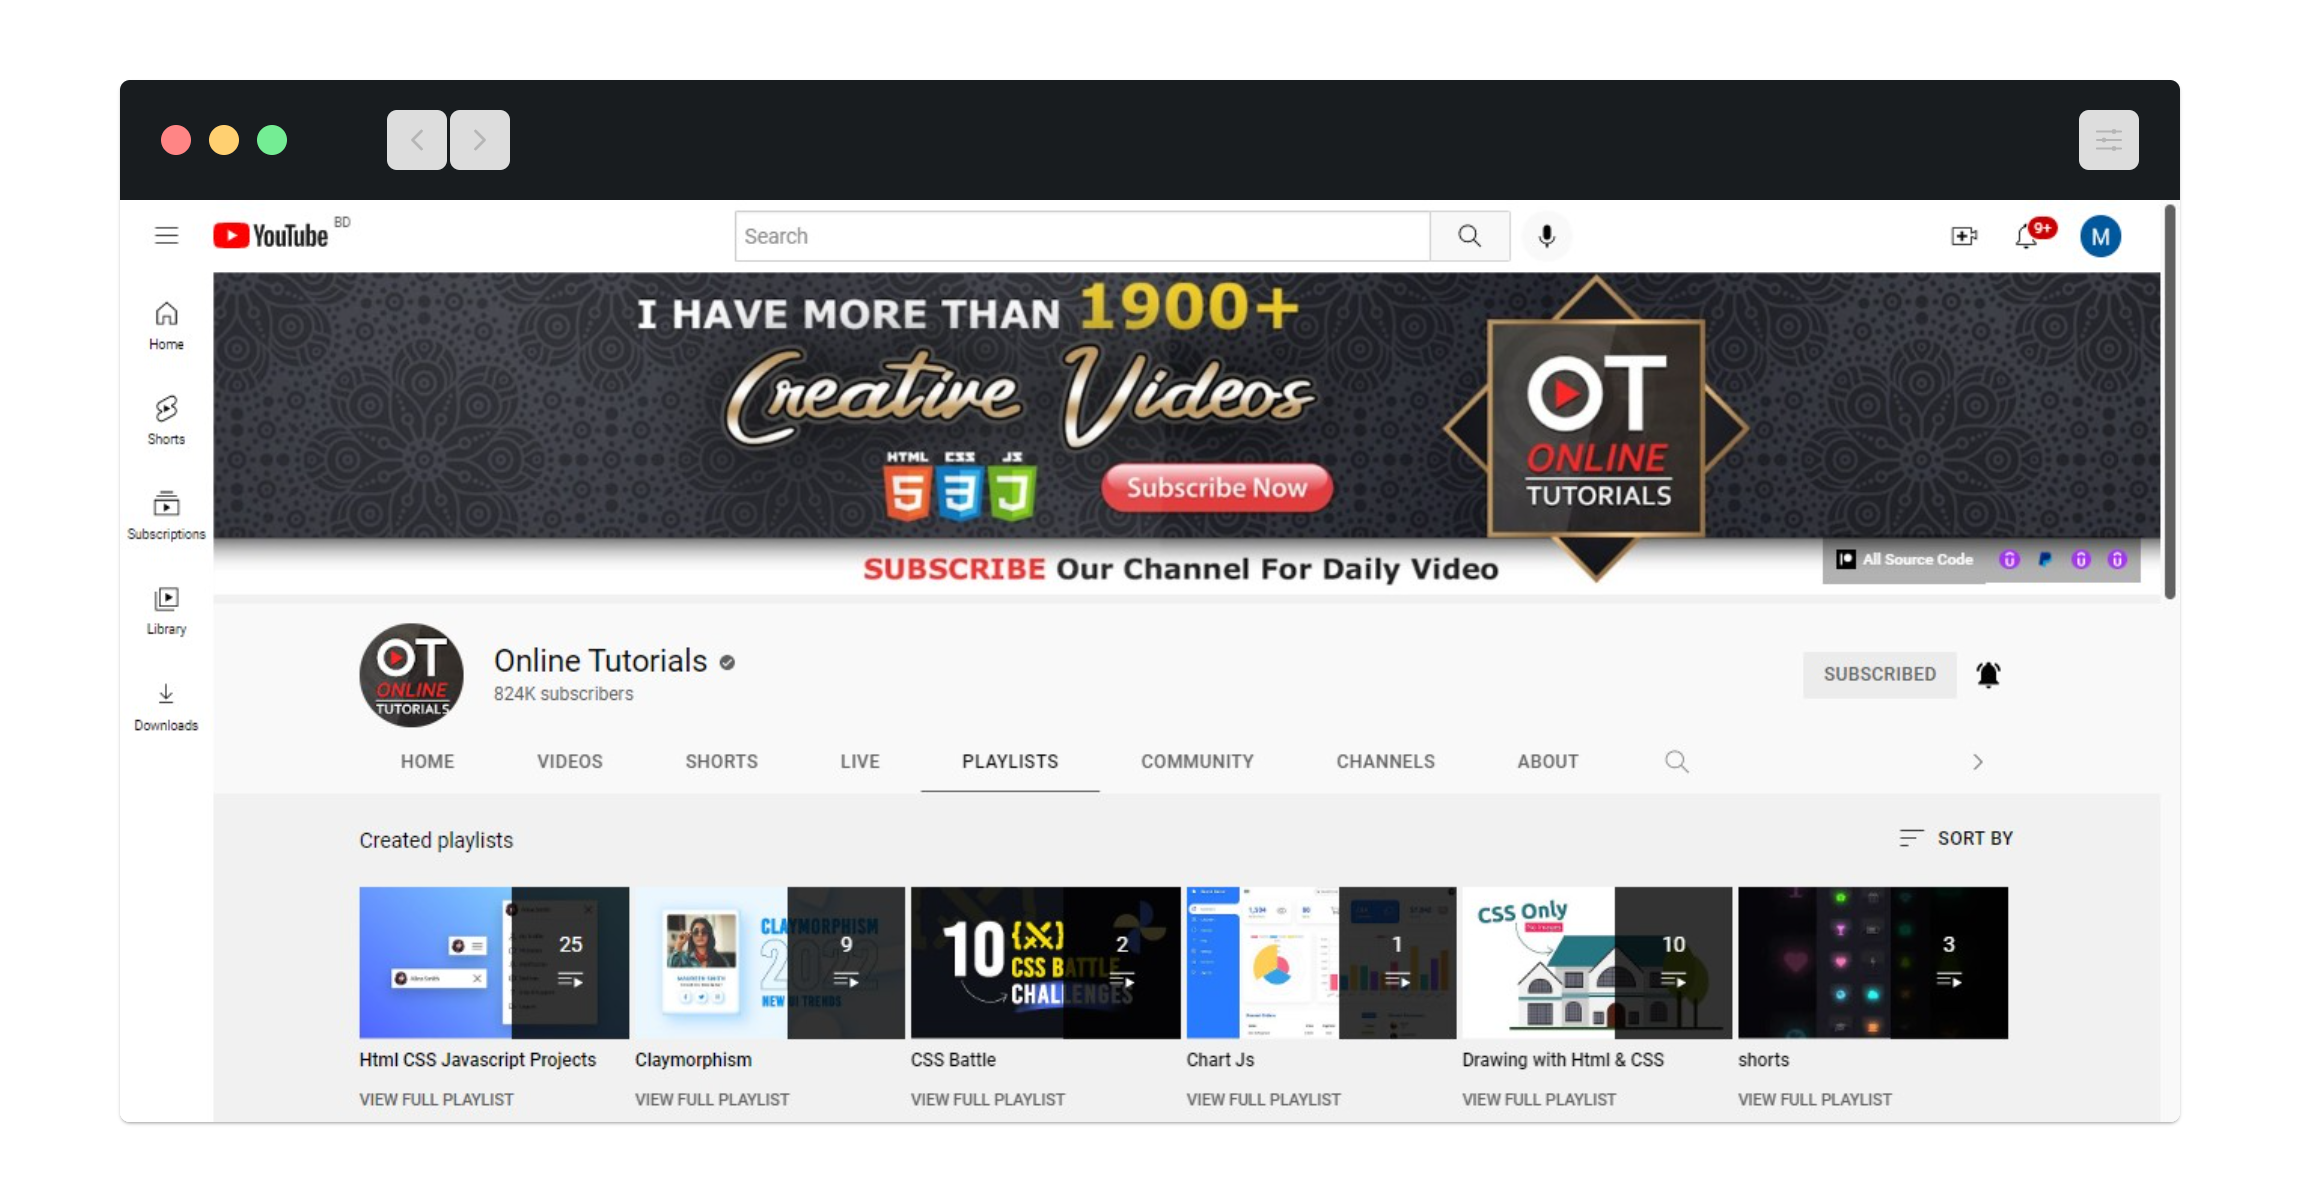 YouTube BD
Search
9+
M
Home
Shorts
Subscriptions
Library
Downloads
I HAVE MORE THAN 1900+
Creative Videos
HTML CSS JS
5 3 J
Subscribe Now
OT
ONLINE
TUTORIALS
SUBSCRIBE Our Channel For Daily Video
All Source Code
OT
ONLINE
TUTORIALS
Online Tutorials
824K subscribers
SUBSCRIBED
HOME VIDEOS SHORTS LIVE PLAYLISTS COMMUNITY CHANNELS ABOUT
Created playlists
SORT BY
25
Html CSS Javascript Projects
VIEW FULL PLAYLIST
CLAYMORPHISM
2022
NEW UI TRENDS
9
Claymorphism
VIEW FULL PLAYLIST
10
CSS BATTLE
CHALLENGES
2
CSS Battle
VIEW FULL PLAYLIST
1
Chart Js
VIEW FULL PLAYLIST
CSS Only
No Images
10
Drawing with Html & CSS
VIEW FULL PLAYLIST
3
shorts
VIEW FULL PLAYLIST